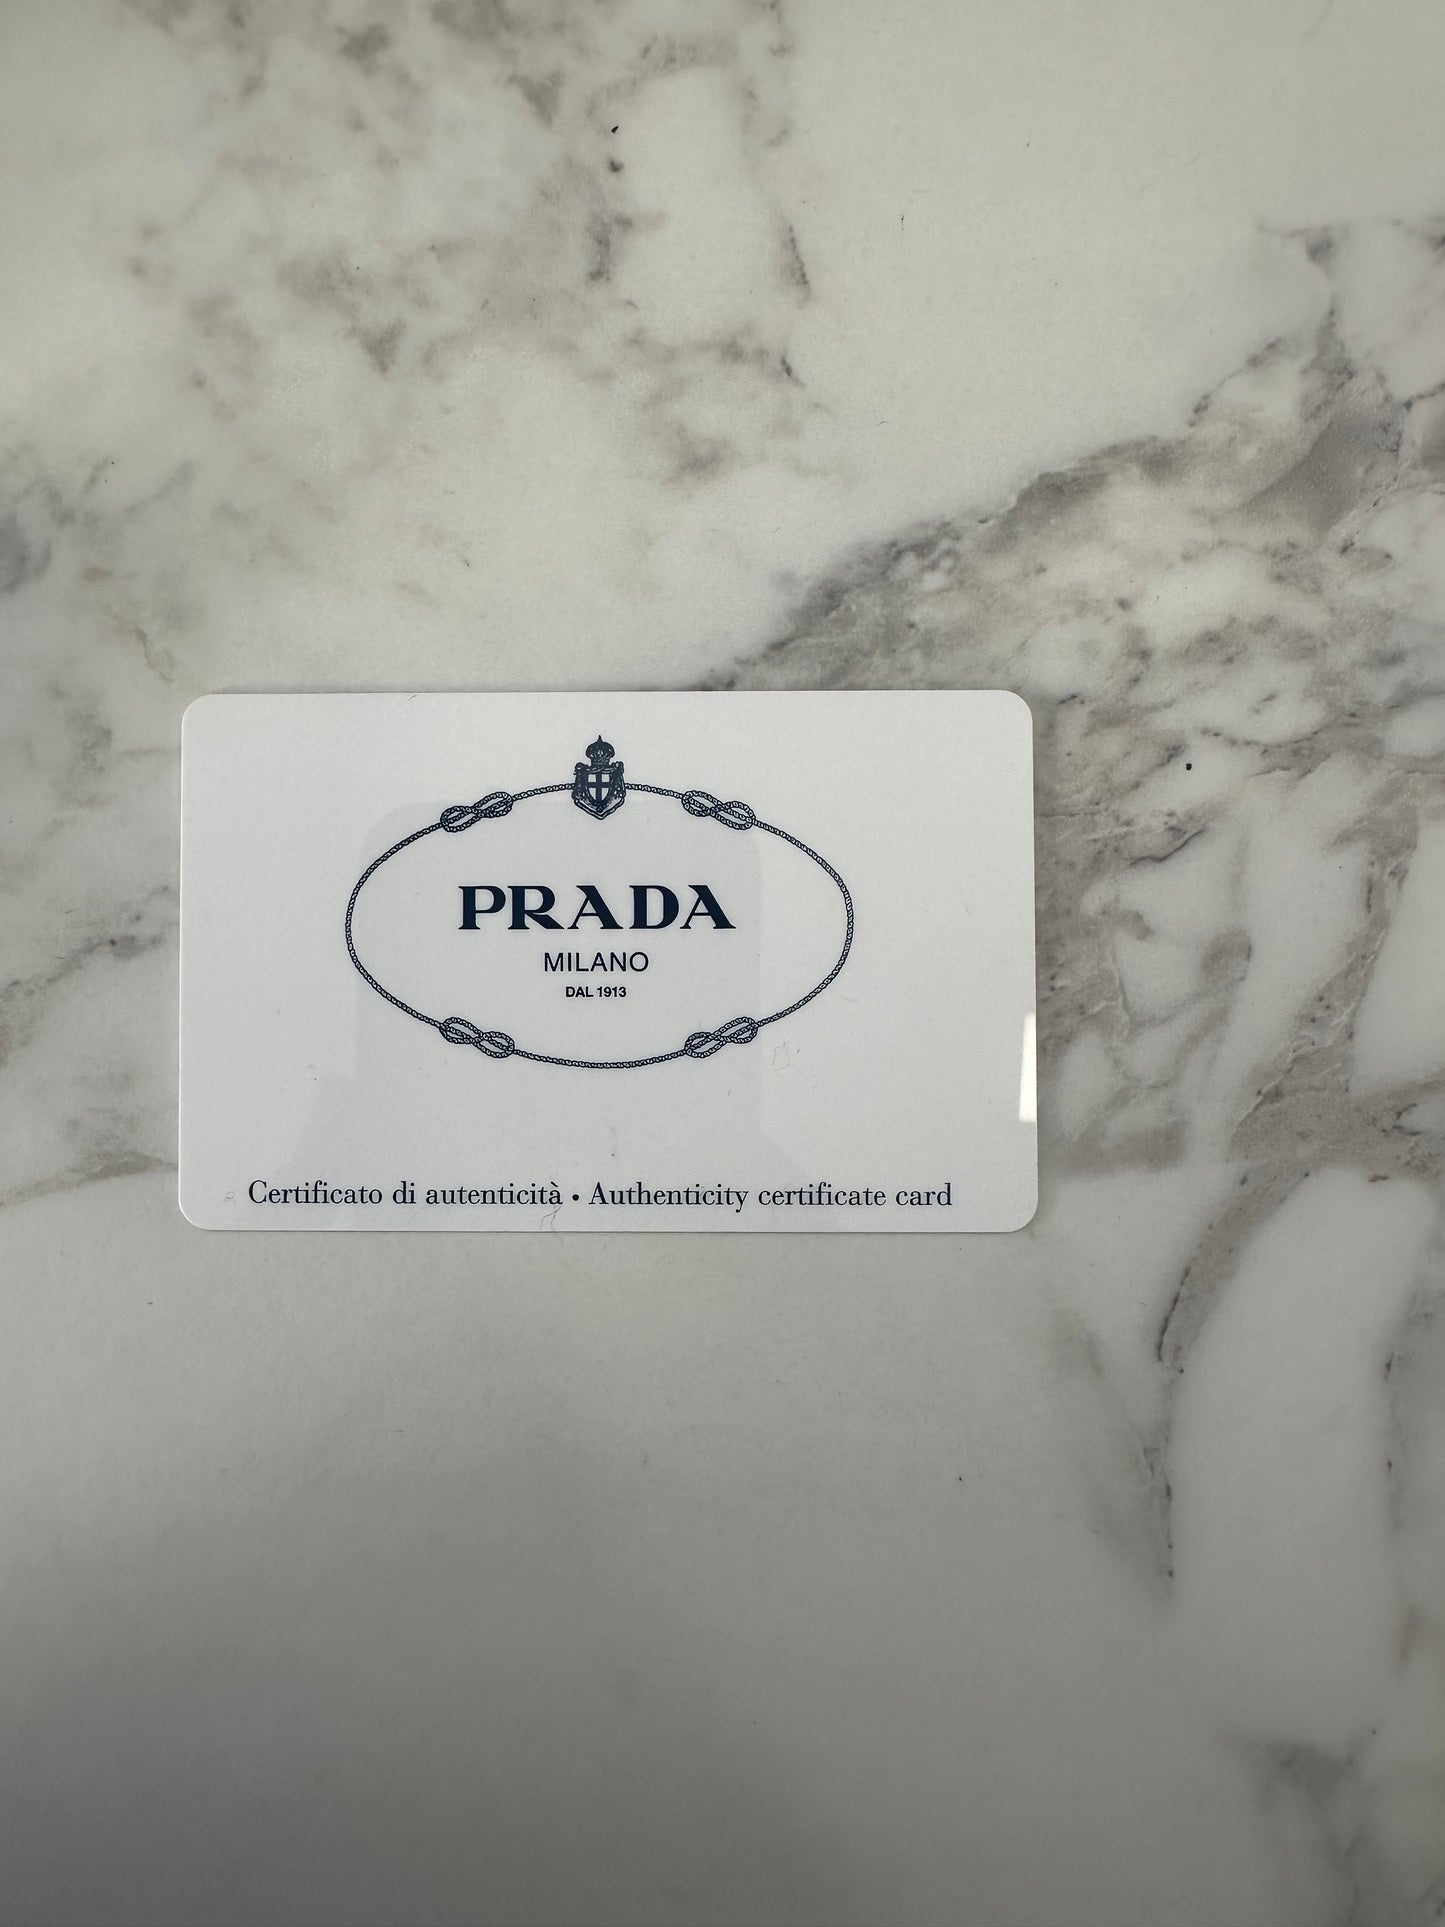 PRADA
MILANO
DAL 1913
Certificato di autenticità • Authenticity certificate card